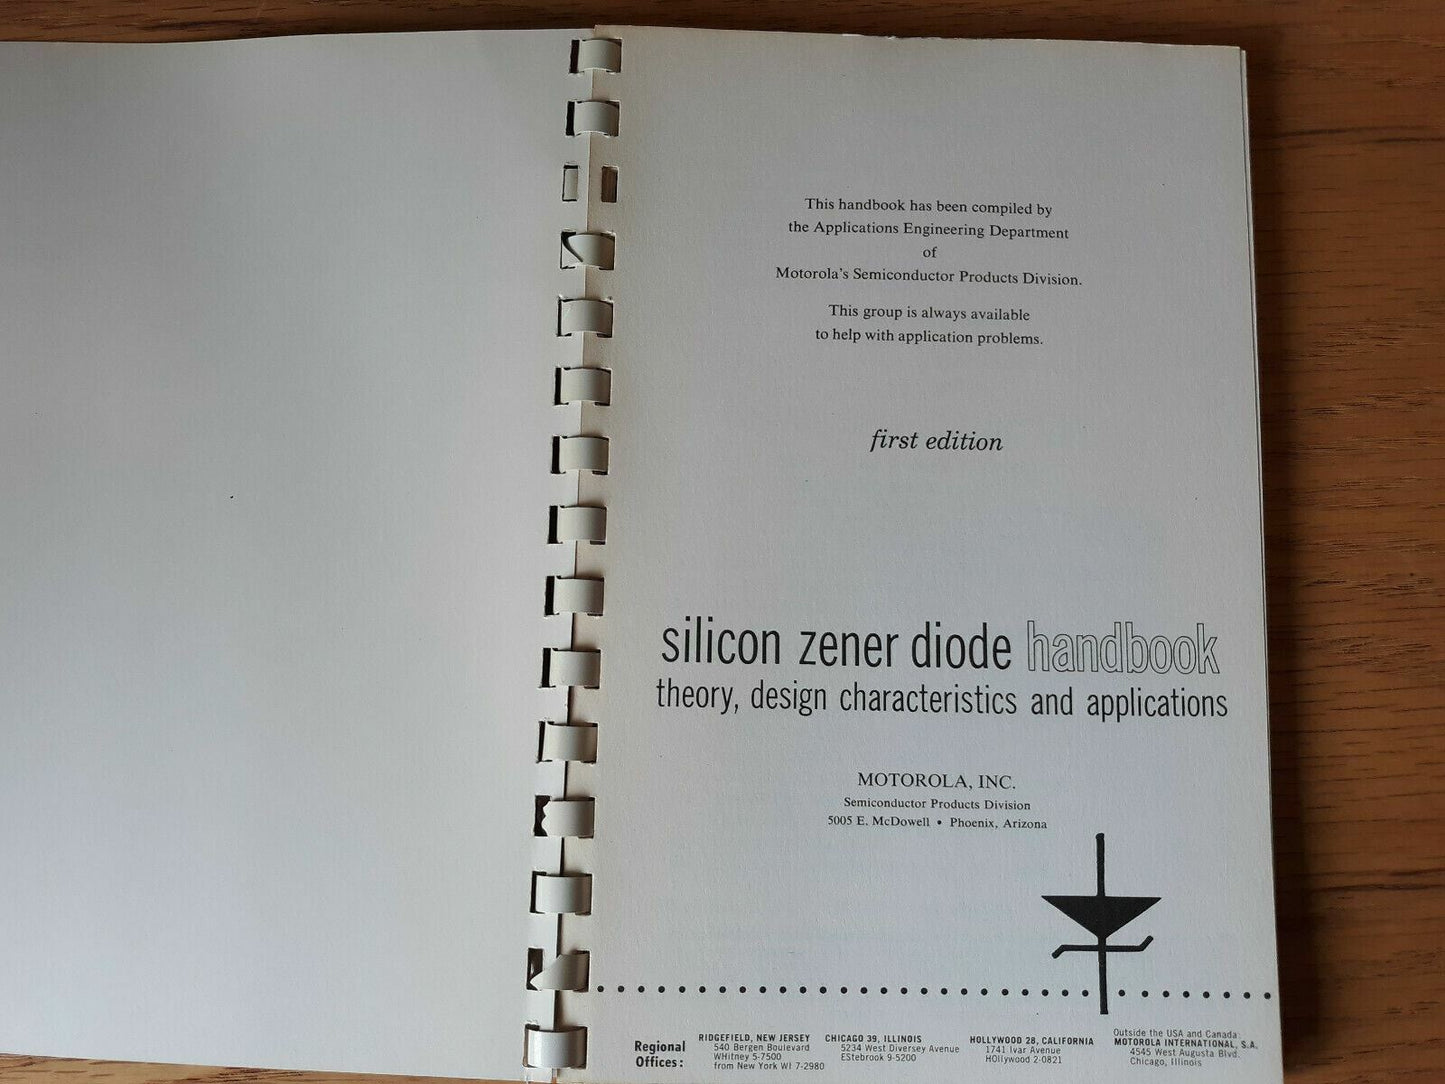 This handbook has been compiled by
the Applications Engineering Department
of
Motorola's Semiconductor Products Division.
This group is always available
to help with application problems.
first edition
silicon zener diode handbook
theory, design characteristics and applications
MOTOROLA, INC.
Semiconductor Products Division
5005 E. McDowell • Phoenix, Arizona
Regional
Offices:
RIDGEFIELD, NEW JERSEY
540 Bergen Boulevard
WHitney 5-7500
from New York WI 7-2980
CHICAGO 39, ILLINOIS
5234 West Diversey Avenue
EStebrook 9-5200
HOLLYWOOD 28, CALIFORNIA
1741 Ivar Avenue
HOllywood 2-0821
Outside the USA and Canada:
MOTOROLA INTERNATIONAL, S.A.
4545 West Augusta Blvd.
Chicago, Illinois